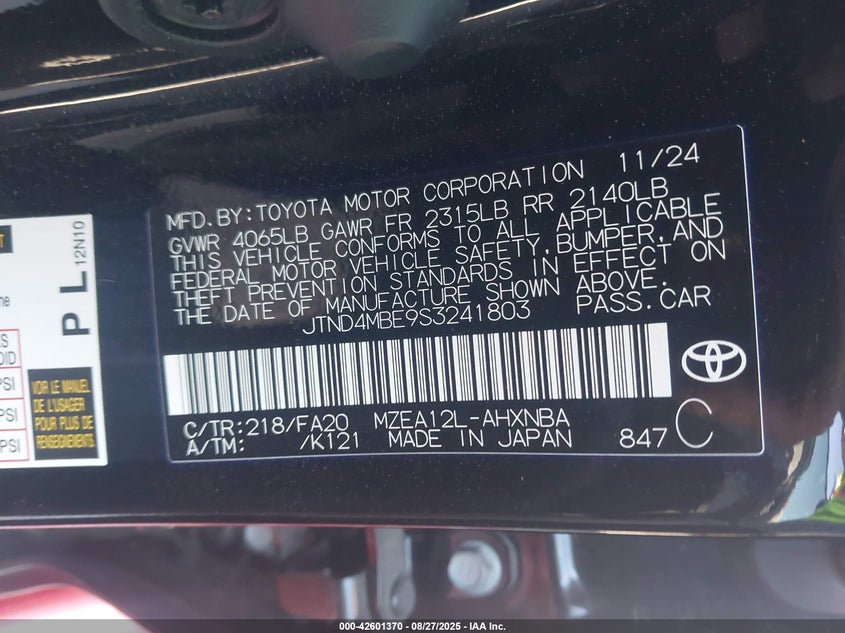 MFD. BY: TOYOTA MOTOR CORPORATION 11/24
GVWR 4065LB GAWR FR 2315LB RR 2140LB
THIS VEHICLE CONFORMS TO ALL APPLICABLE
FEDERAL MOTOR VEHICLE SAFETY, BUMPER, AND
THEFT PREVENTION STANDARDS IN EFFECT ON
THE DATE OF MANUFACTURE SHOWN ABOVE.
JTND4MBE9S3241803 PASS. CAR
C/TR: 218/FA20 MZEA12L-AHXNBA
A/TM: /K121 MADE IN JAPAN 847 C
P L 12N10
PSI
PSI
PSI
VOIR LE MANUEL
DE L'USAGER
POUR PLUS DE
RENSEIGNEMENTS
000-42601370 - 08/27/2025 - IAA Inc.